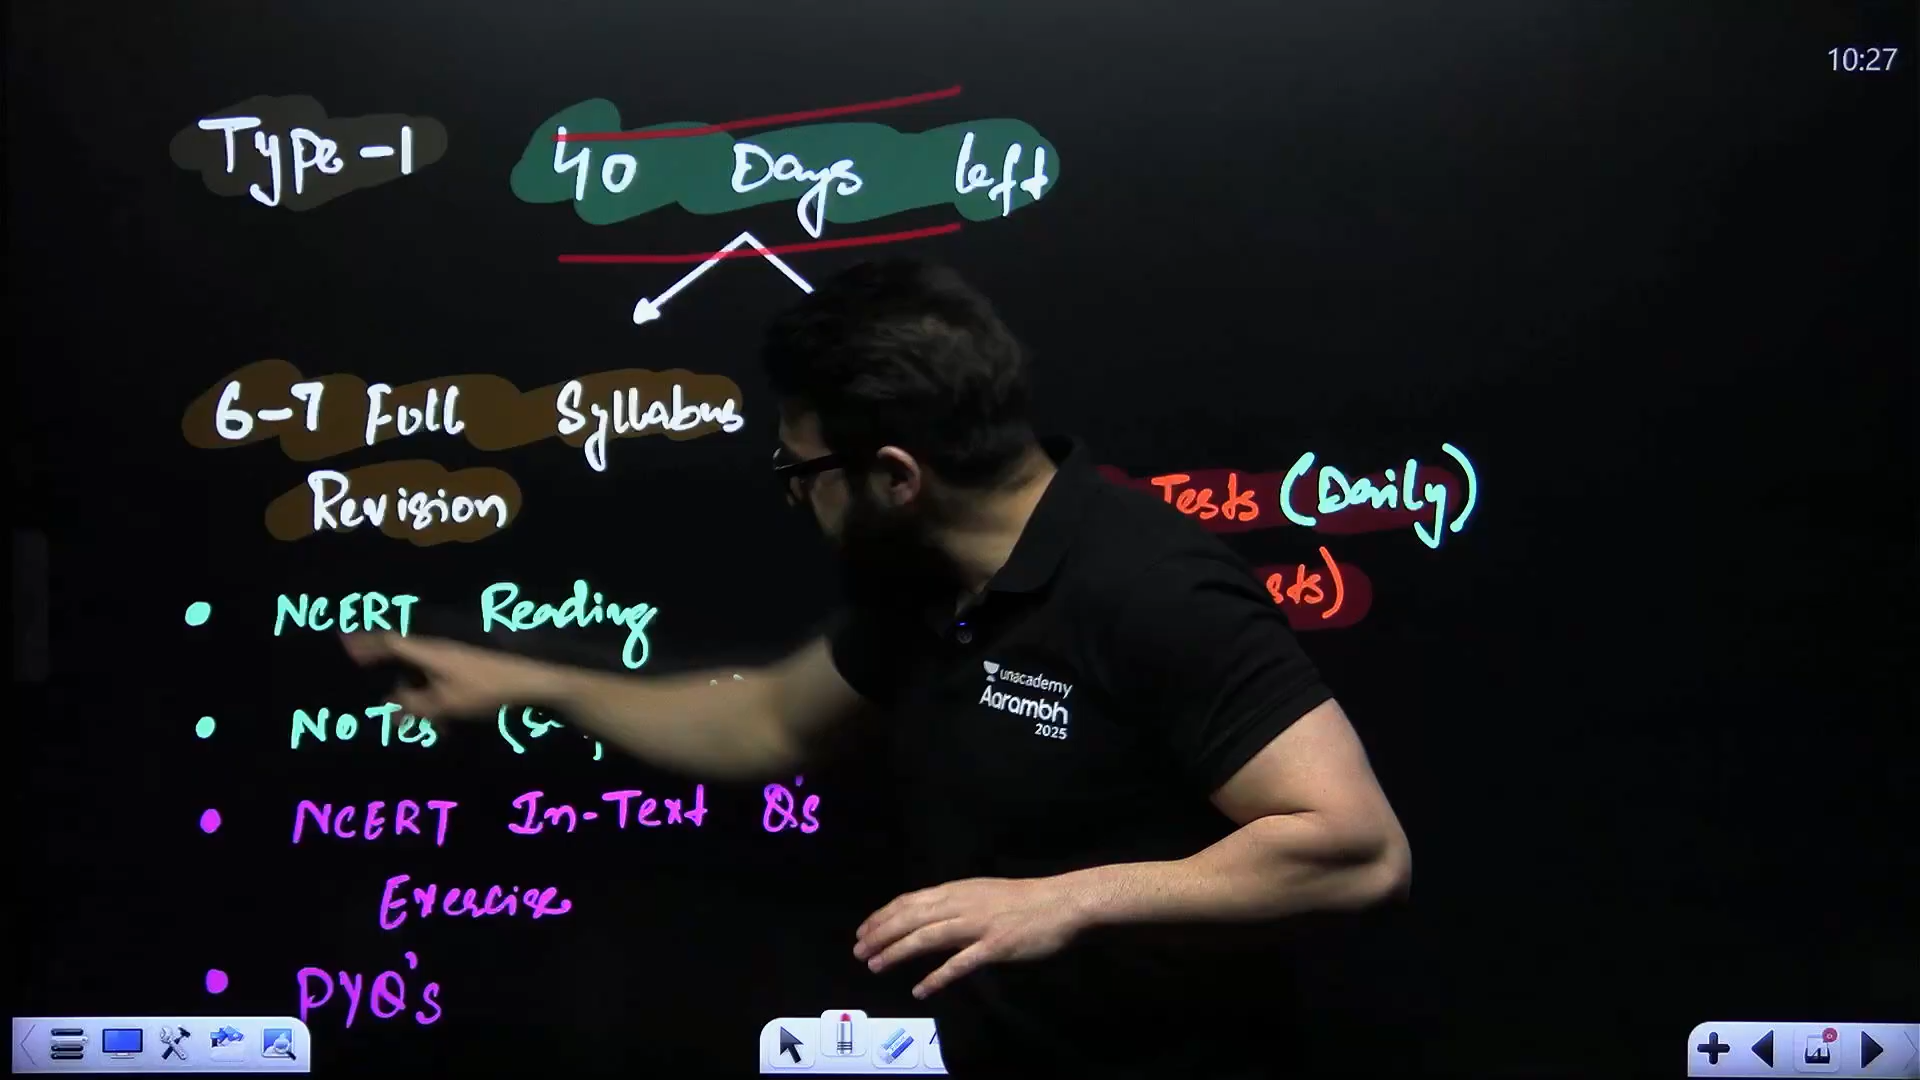 10:27
Type-1 40 Days left
6-7 Full Syllabus
Revision
Tests (Daily)
NCERT Reading
unacademy
Aarambh
2025
NoTes
NCERT In-Text Q's
Exercise
PYQ's